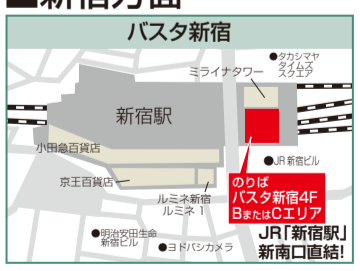 ■新宿方面
バスタ新宿
●タカシマヤ
タイムズ
スクエア
ミライナタワー
新宿駅
小田急百貨店
●JR新宿ビル
京王百貨店
のりば
バスタ新宿4F
BまたはCエリア
ルミネ新宿
ルミネ1
JR「新宿駅」
新南口直結!
●明治安田生命
新宿ビル
●ヨドバシカメラ